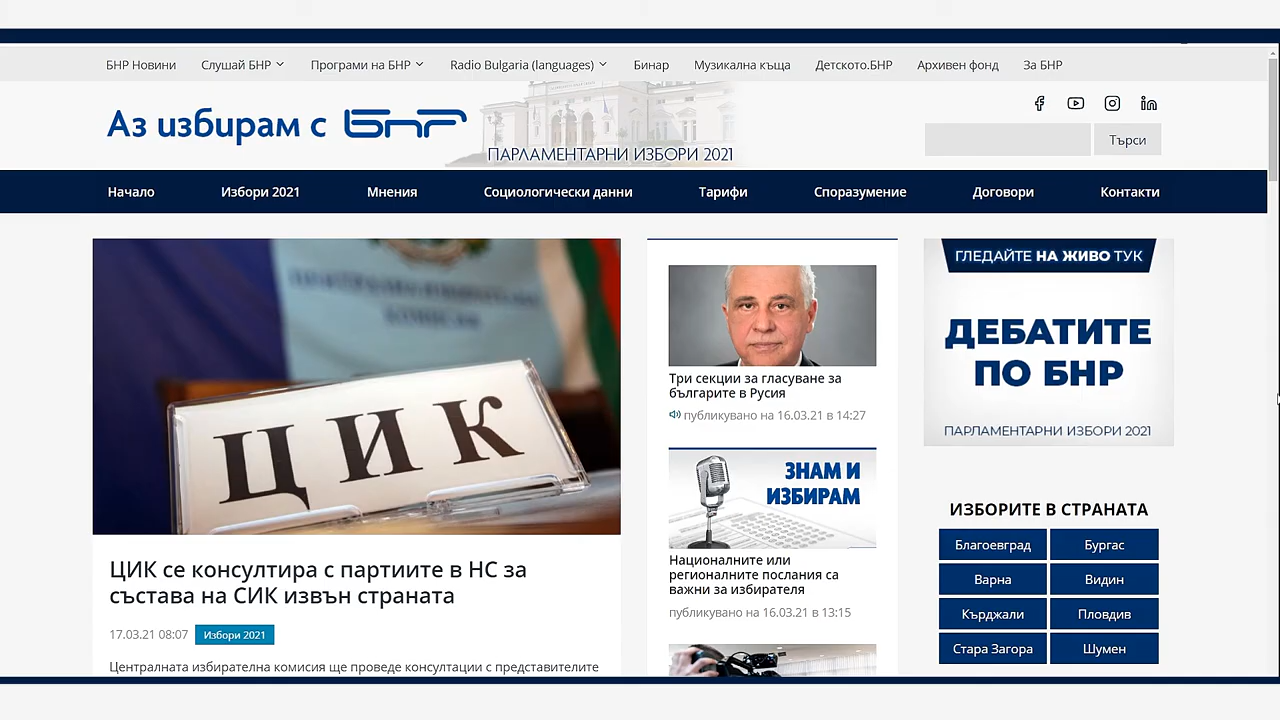 БНР Новини Слушай БНР Програми на БНР Radio Bulgaria (languages) Бинар Музикална къща Детското.БНР Архивен фонд За БНР
Аз избирам с БНР
ПАРЛАМЕНТАРНИ ИЗБОРИ 2021
Търси
Начало Избори 2021 Мнения Социологически данни Тарифи Споразумение Договори Контакти
ЦИК
ЦИК се консултира с партиите в НС за
състава на СИК извън страната
17.03.21 08:07 Избори 2021
Централната избирателна комисия ще проведе консултации с представителите
Три секции за гласуване за
българите в Русия
публикувано на 16.03.21 в 14:27
ЗНАМ И
ИЗБИРАМ
Националните или
регионалните послания са
важни за избирателя
публикувано на 16.03.21 в 13:15
ГЛЕДАЙТЕ НА ЖИВО ТУК
ДЕБАТИТЕ
ПО БНР
ПАРЛАМЕНТАРНИ ИЗБОРИ 2021
ИЗБОРИТЕ В СТРАНАТА
Благоевград Бургас
Варна Видин
Кърджали Пловдив
Стара Загора Шумен